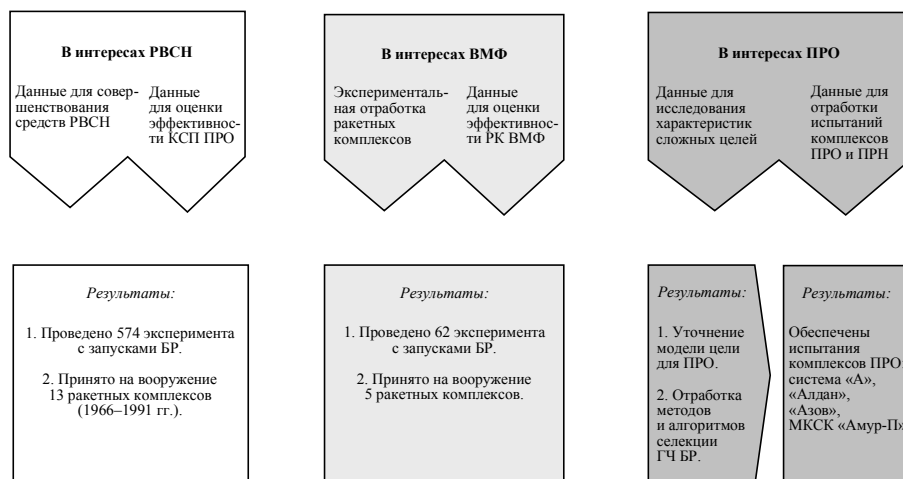 В интересах РВСН
Данные для совер-
шенствования
средств РВСН
Данные
для оценки
эффективнос-
ти КСП ПРО
В интересах ВМФ
Эксперименталь-
ная отработка
ракетных
комплексов
Данные
для оценки
эффективнос-
ти РК ВМФ
В интересах ПРО
Данные для
исследования
характеристик
сложных целей
Данные для
отработки
испытаний
комплексов
ПРО и ПРН
Результаты:
1. Проведено 574 эксперимента
с запусками БР.
2. Принято на вооружение
13 ракетных комплексов
(1966–1991 гг.).
Результаты:
1. Проведено 62 эксперимента
с запусками БР.
2. Принято на вооружение
5 ракетных комплексов.
Результаты:
1. Уточнение
модели цели
для ПРО.
2. Отработка
методов
и алгоритмов
селекции
ГЧ БР.
Результаты:
Обеспечены
испытания
комплексов ПРО:
система «А»,
«Алдан»,
«Азов»,
МКСК «Амур-П»